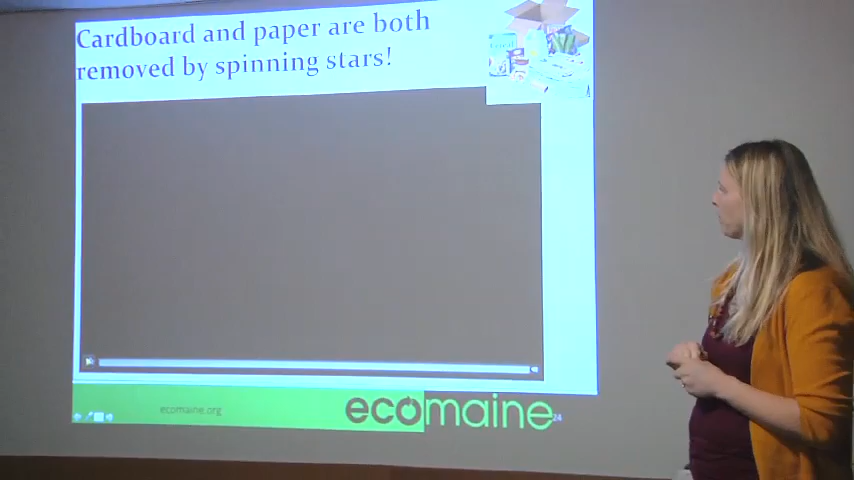 Cardboard and paper are both
removed by spinning stars!
ecomaine.org
ecomaine
24